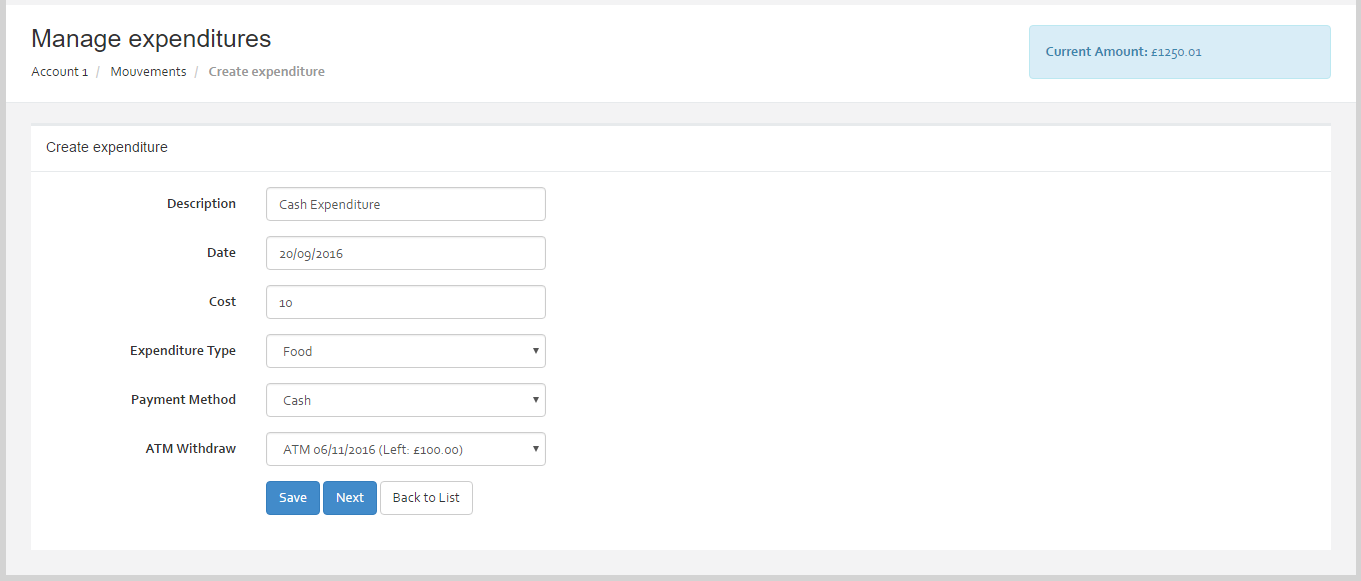 Manage expenditures
Current Amount: £1250.01
Account 1 / Mouvements / Create expenditure
Create expenditure
Description Cash Expenditure
Date 20/09/2016
Cost 10
Expenditure Type Food
Payment Method Cash
ATM Withdraw ATM 06/11/2016 (Left: £100.00)
Save Next Back to List